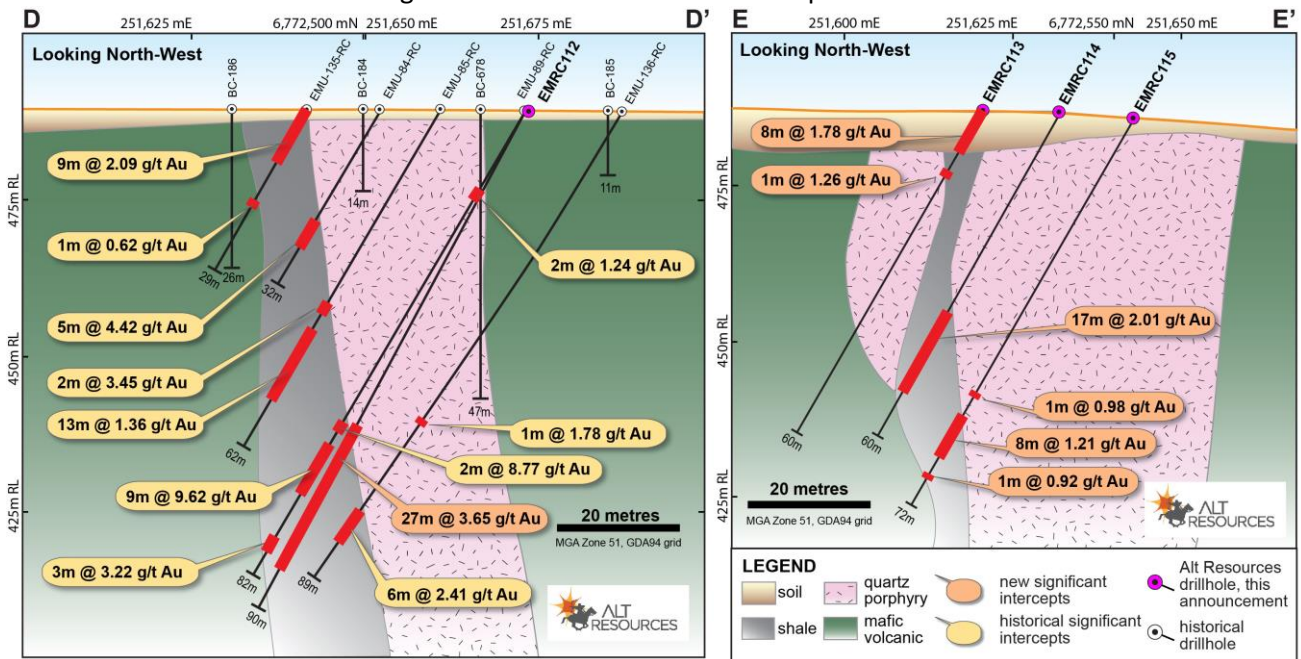 D
D'
251,625 mE
6,772,500 mN
251,650 mE
251,675 mE
Looking North-West
BC-186
EMU-135-RC
BC-184
EMU-84-RC
EMU-85-RC
BC-678
EMU-89-RC
EMRC112
BC-185
EMU-136-RC
9m @ 2.09 g/t Au
1m @ 0.62 g/t Au
5m @ 4.42 g/t Au
2m @ 3.45 g/t Au
13m @ 1.36 g/t Au
9m @ 9.62 g/t Au
3m @ 3.22 g/t Au
2m @ 1.24 g/t Au
1m @ 1.78 g/t Au
2m @ 8.77 g/t Au
27m @ 3.65 g/t Au
6m @ 2.41 g/t Au
475m RL
450m RL
425m RL
29m
26m
32m
14m
11m
62m
47m
82m
90m
89m
20 metres
MGA Zone 51, GDA94 grid
ALT
RESOURCES
E
E'
251,600 mE
251,625 mE
6,772,550 mN
251,650 mE
Looking North-West
EMRC113
EMRC114
EMRC115
8m @ 1.78 g/t Au
1m @ 1.26 g/t Au
17m @ 2.01 g/t Au
1m @ 0.98 g/t Au
8m @ 1.21 g/t Au
1m @ 0.92 g/t Au
475m RL
450m RL
425m RL
60m
60m
72m
20 metres
MGA Zone 51, GDA94 grid
ALT
RESOURCES
LEGEND
soil
shale
quartz
porphyry
mafic
volcanic
new significant
intercepts
historical significant
intercepts
Alt Resources
drillhole, this
announcement
historical
drillhole